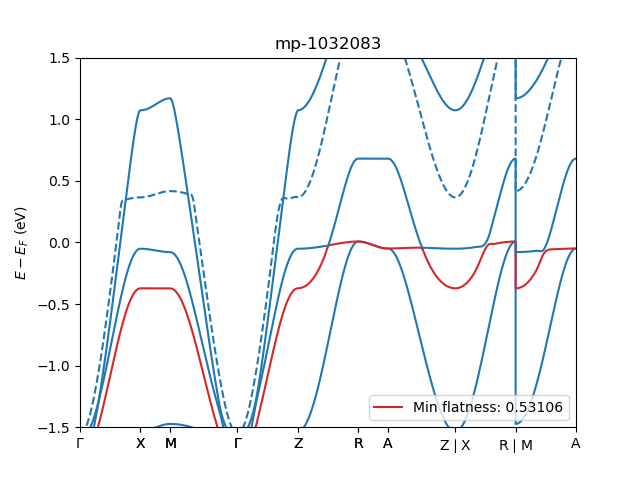 mp-1032083
E − E_F (eV)
1.5
1.0
0.5
0.0
−0.5
−1.0
−1.5
Min flatness: 0.53106
Γ X M Γ Z R A Z | X R | M A